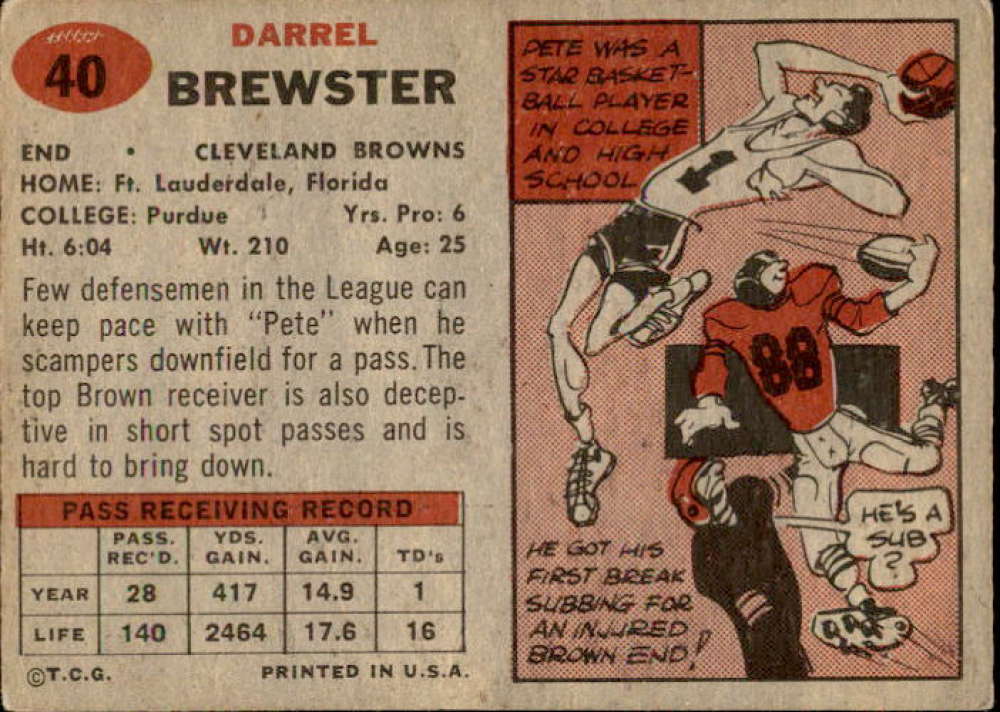 40
DARREL
BREWSTER
END • CLEVELAND BROWNS
HOME: Ft. Lauderdale, Florida
COLLEGE: Purdue Yrs. Pro: 6
Ht. 6:04 Wt. 210 Age: 25
Few defensemen in the League can
keep pace with "Pete" when he
scampers downfield for a pass. The
top Brown receiver is also decep-
tive in short spot passes and is
hard to bring down.
PASS RECEIVING RECORD
PASS. REC'D. YDS. GAIN. AVG. GAIN. TD's
YEAR 28 417 14.9 1
LIFE 140 2464 17.6 16
©T.C.G. PRINTED IN U.S.A.
PETE WAS A
STAR BASKET-
BALL PLAYER
IN COLLEGE
AND HIGH
SCHOOL
1
88
HE'S A
SUB
?
HE GOT HIS
FIRST BREAK
SUBBING FOR
AN INJURED
BROWN END!